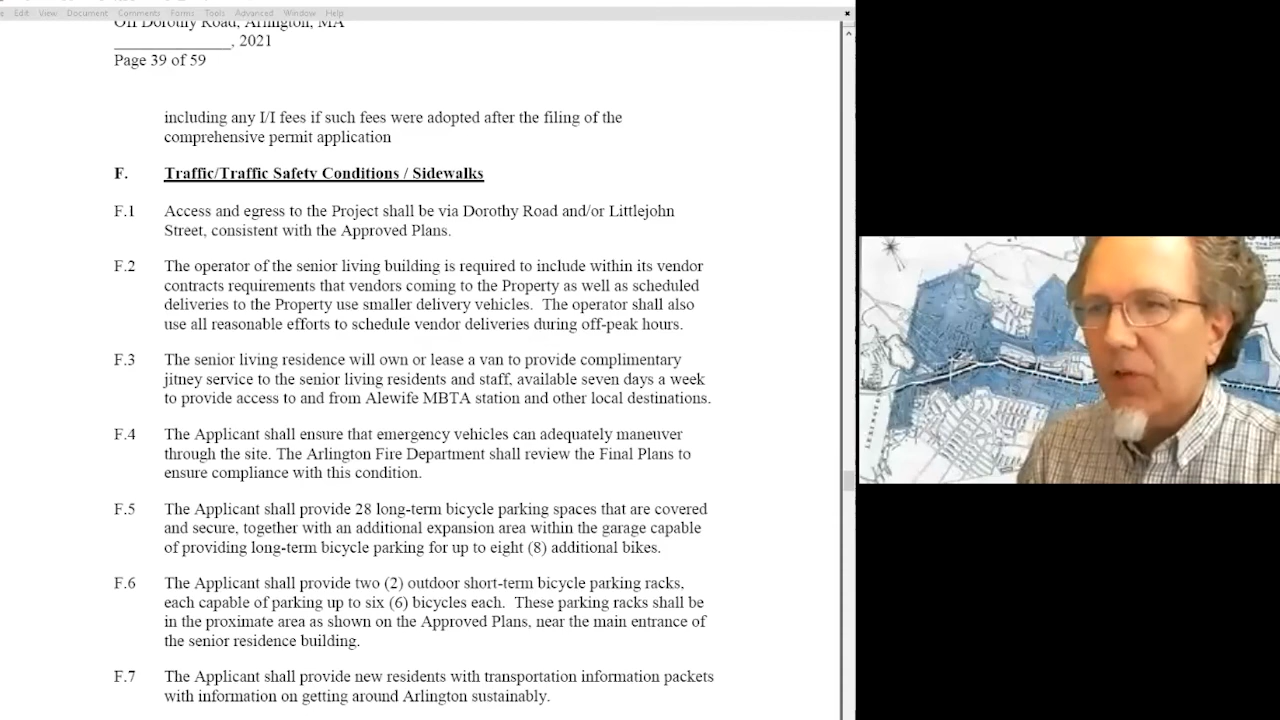 Edit View Document Comments Forms Tools Advanced Window Help
Off Dorothy Road, Arlington, MA
_______________, 2021
Page 39 of 59
including any I/I fees if such fees were adopted after the filing of the
comprehensive permit application
F. Traffic/Traffic Safety Conditions / Sidewalks
F.1 Access and egress to the Project shall be via Dorothy Road and/or Littlejohn
Street, consistent with the Approved Plans.
F.2 The operator of the senior living building is required to include within its vendor
contracts requirements that vendors coming to the Property as well as scheduled
deliveries to the Property use smaller delivery vehicles. The operator shall also
use all reasonable efforts to schedule vendor deliveries during off-peak hours.
F.3 The senior living residence will own or lease a van to provide complimentary
jitney service to the senior living residents and staff, available seven days a week
to provide access to and from Alewife MBTA station and other local destinations.
F.4 The Applicant shall ensure that emergency vehicles can adequately maneuver
through the site. The Arlington Fire Department shall review the Final Plans to
ensure compliance with this condition.
F.5 The Applicant shall provide 28 long-term bicycle parking spaces that are covered
and secure, together with an additional expansion area within the garage capable
of providing long-term bicycle parking for up to eight (8) additional bikes.
F.6 The Applicant shall provide two (2) outdoor short-term bicycle parking racks,
each capable of parking up to six (6) bicycles each. These parking racks shall be
in the proximate area as shown on the Approved Plans, near the main entrance of
the senior residence building.
F.7 The Applicant shall provide new residents with transportation information packets
with information on getting around Arlington sustainably.